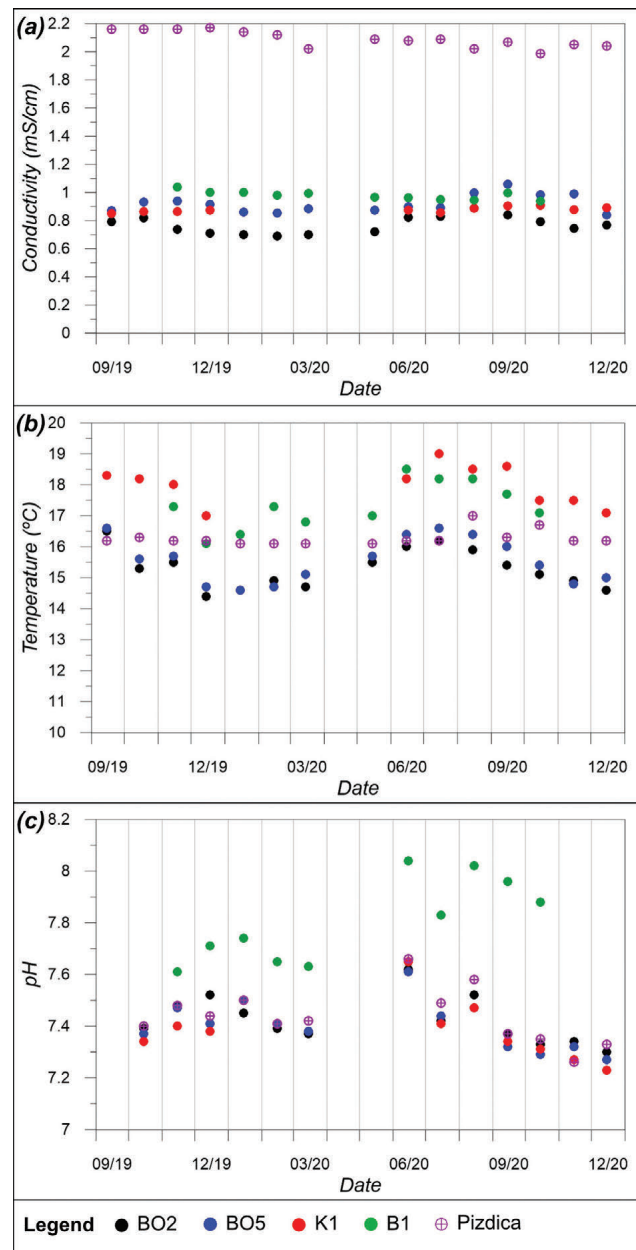 (a)
2.2
2
1.8
1.6
1.4
1.2
1
0.8
0.6
0.4
0.2
0
Conductivity (mS/cm)
09/19 12/19 03/20 06/20 09/20 12/20
Date
(b)
20
19
18
17
16
15
14
13
12
11
10
Temperature (ºC)
09/19 12/19 03/20 06/20 09/20 12/20
Date
(c)
8.2
8
7.8
7.6
7.4
7.2
7
pH
09/19 12/19 03/20 06/20 09/20 12/20
Date
Legend BO2 BO5 K1 B1 Pizdica